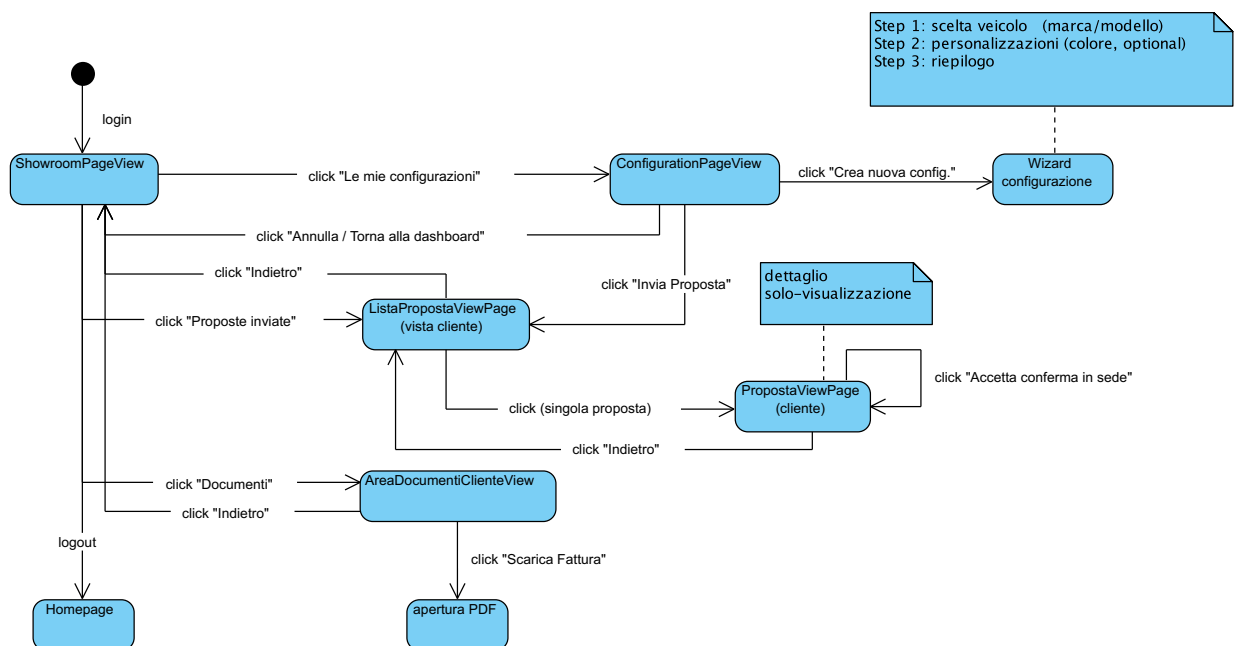 Step 1: scelta veicolo (marca/modello)
Step 2: personalizzazioni (colore, optional)
Step 3: riepilogo
login
ShowroomPageView
click "Le mie configurazioni"
ConfigurationPageView
click "Crea nuova config."
Wizard
configurazione
click "Annulla / Torna alla dashboard"
click "Indietro"
click "Invia Proposta"
dettaglio
solo-visualizzazione
ListaPropostaViewPage
(vista cliente)
click "Proposte inviate"
click "Accetta conferma in sede"
PropostaViewPage
(cliente)
click (singola proposta)
click "Indietro"
click "Documenti"
AreaDocumentiClienteView
click "Indietro"
logout
click "Scarica Fattura"
Homepage
apertura PDF